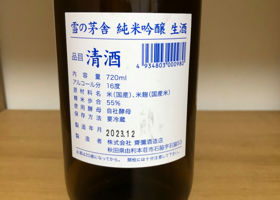 雪の茅舎 純米吟醸 生酒
品目 清酒
4 934803 000980
内容量 720ml
アルコール分 16度
原材料名 米(国産)、米麹(国産米)
精米歩合 55%
使用酵母 自社酵母
保存方法 要冷蔵
製造年月 2023.12
製造者 株式会社 齋彌酒造店
秋田県由利本荘市石脇字石脇53